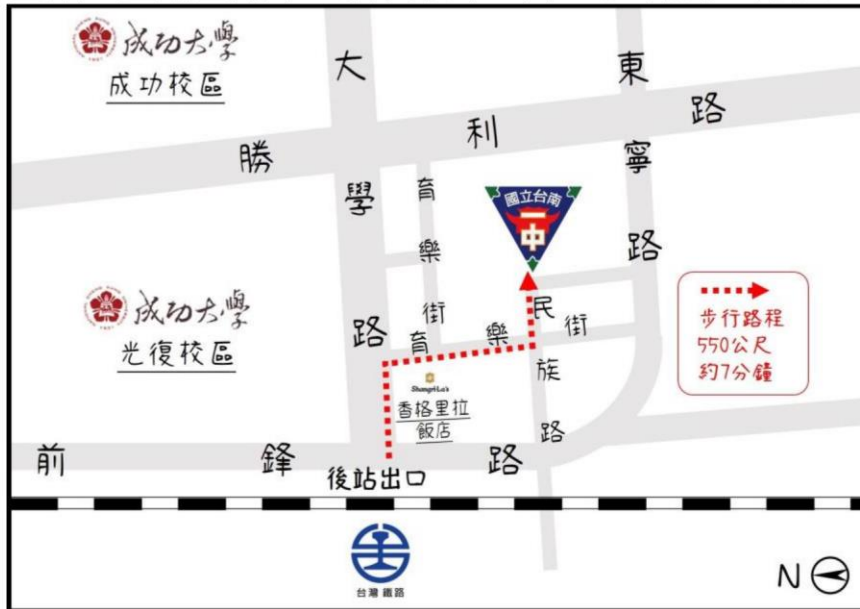 成功大學
成功校區
大學路
東寧路
勝利路
育樂街
國立台南
一中
成功大學
光復校區
育樂街
民族路
步行路程
550公尺
約7分鐘
Shangri-La's
香格里拉
飯店
前鋒路
後站出口
台灣鐵路
N